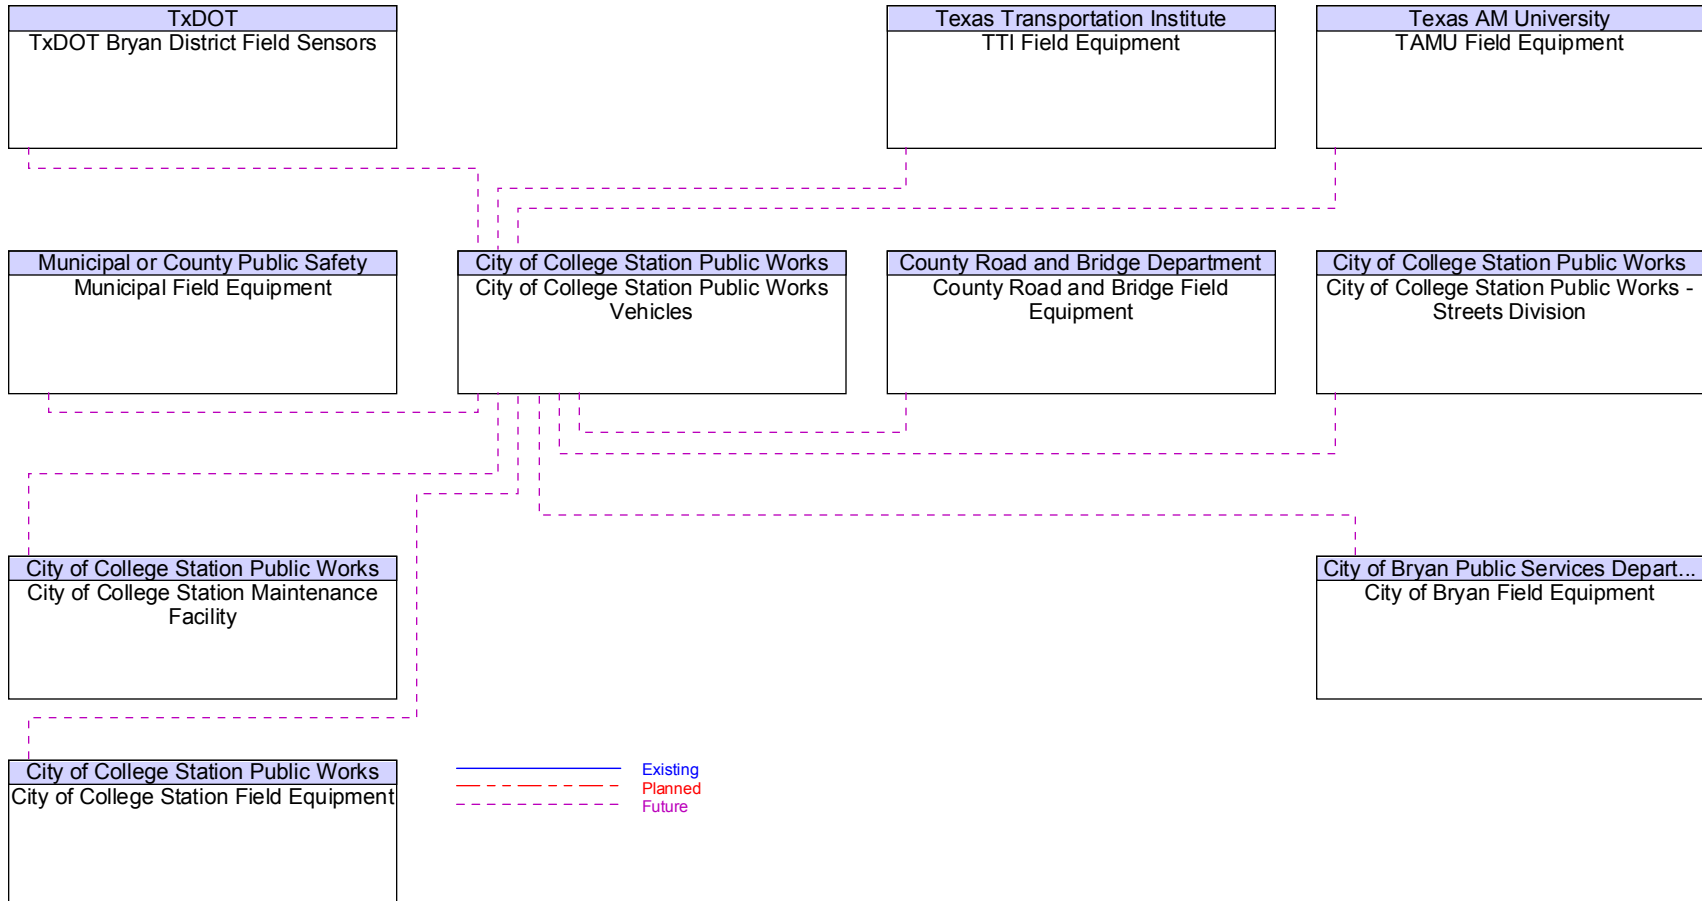 TxDOT
TxDOT Bryan District Field Sensors
Texas Transportation Institute
TTI Field Equipment
Texas AM University
TAMU Field Equipment
Municipal or County Public Safety
Municipal Field Equipment
City of College Station Public Works
City of College Station Public Works
Vehicles
County Road and Bridge Department
County Road and Bridge Field
Equipment
City of College Station Public Works
City of College Station Public Works -
Streets Division
City of College Station Public Works
City of College Station Maintenance
Facility
City of Bryan Public Services Depart...
City of Bryan Field Equipment
City of College Station Public Works
City of College Station Field Equipment
Existing
Planned
Future